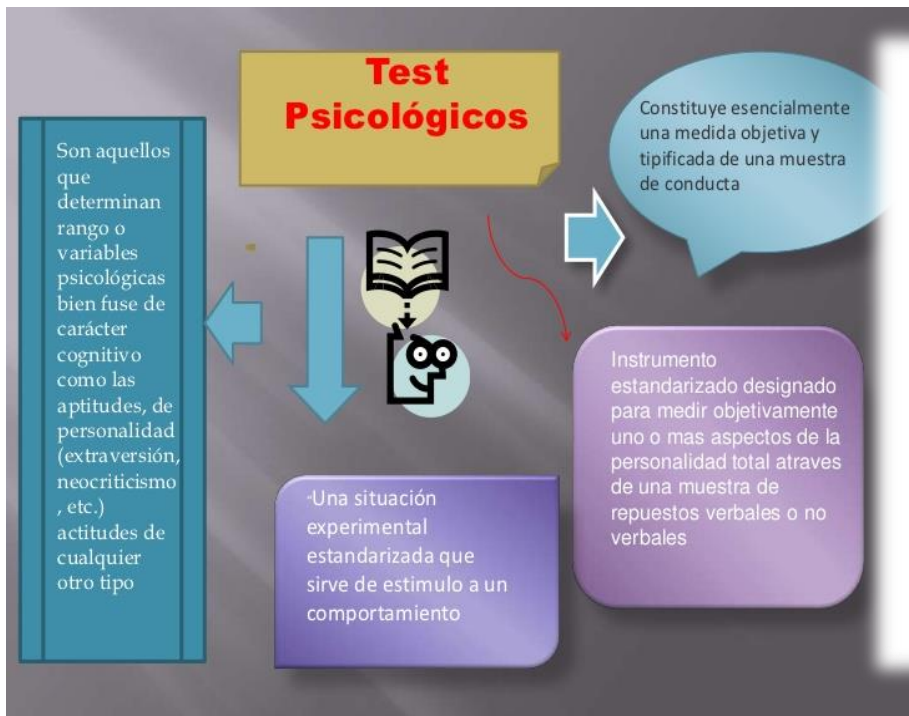 Test
Psicológicos
Son aquellos
que
determinan
rango o
variables
psicológicas
bien fuse de
carácter
cognitivo
como las
aptitudes, de
personalidad
(extraversión,
neocriticismo
, etc.)
actitudes de
cualquier
otro tipo
Constituye esencialmente
una medida objetiva y
tipificada de una muestra
de conducta
-Una situación
experimental
estandarizada que
sirve de estimulo a un
comportamiento
Instrumento
estandarizado designado
para medir objetivamente
uno o mas aspectos de la
personalidad total atraves
de una muestra de
repuestos verbales o no
verbales